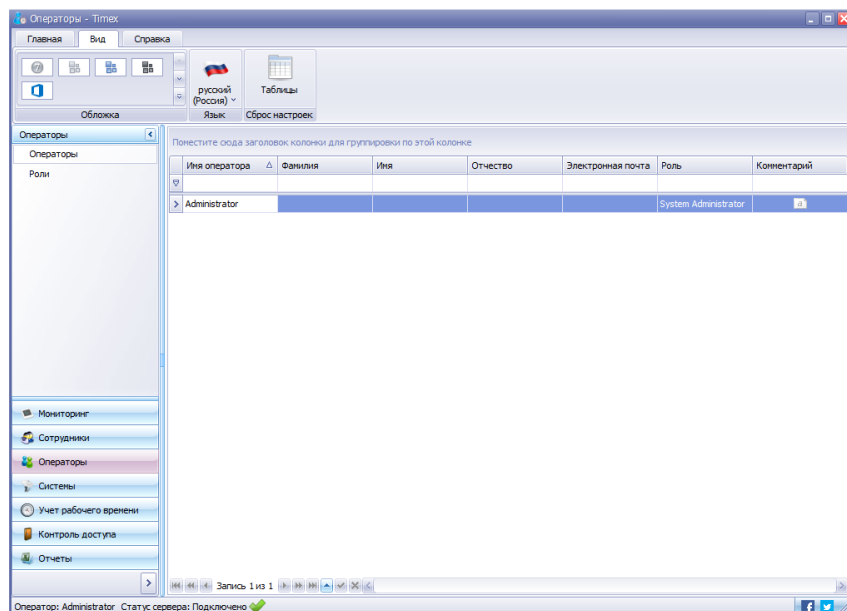 Операторы - Timex
Главная Вид Справка
русский (Россия)
Таблицы
Обложка Язык Сброс настроек
Операторы
Операторы
Роли
Поместите сюда заголовок колонки для группировки по этой колонке
Имя оператора Фамилия Имя Отчество Электронная почта Роль Комментарий
Administrator System Administrator
Мониторинг
Сотрудники
Операторы
Системы
Учет рабочего времени
Контроль доступа
Отчеты
Запись 1 из 1
Оператор: Administrator Статус сервера: Подключено